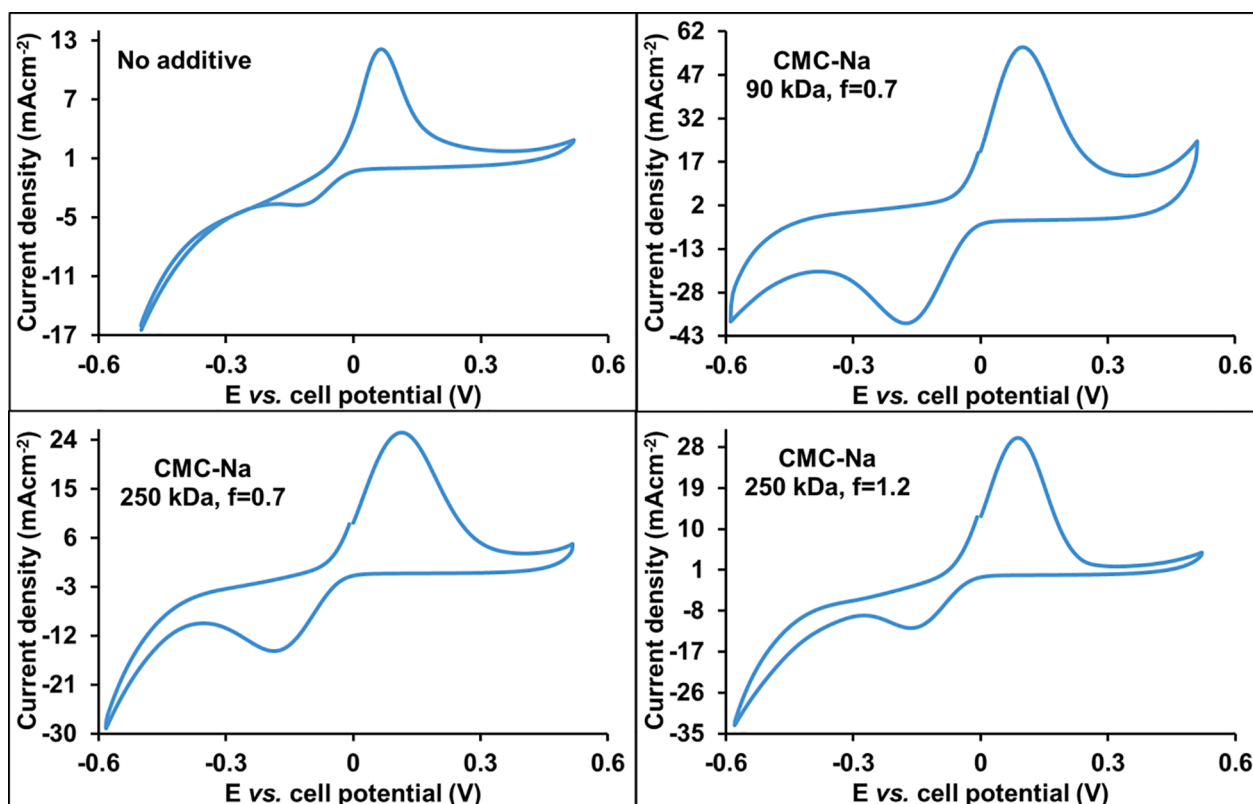 Current density (mAcm-2)
No additive
13
7
1
-5
-11
-17
-0.6 -0.3 0 0.3 0.6
E vs. cell potential (V)
Current density (mAcm-2)
CMC-Na
90 kDa, f=0.7
62
47
32
17
2
-13
-28
-43
-0.6 -0.3 0 0.3 0.6
E vs. cell potential (V)
Current density (mAcm-2)
CMC-Na
250 kDa, f=0.7
24
15
6
-3
-12
-21
-30
-0.6 -0.3 0 0.3 0.6
E vs. cell potential (V)
Current density (mAcm-2)
CMC-Na
250 kDa, f=1.2
28
19
10
1
-8
-17
-26
-35
-0.6 -0.3 0 0.3 0.6
E vs. cell potential (V)